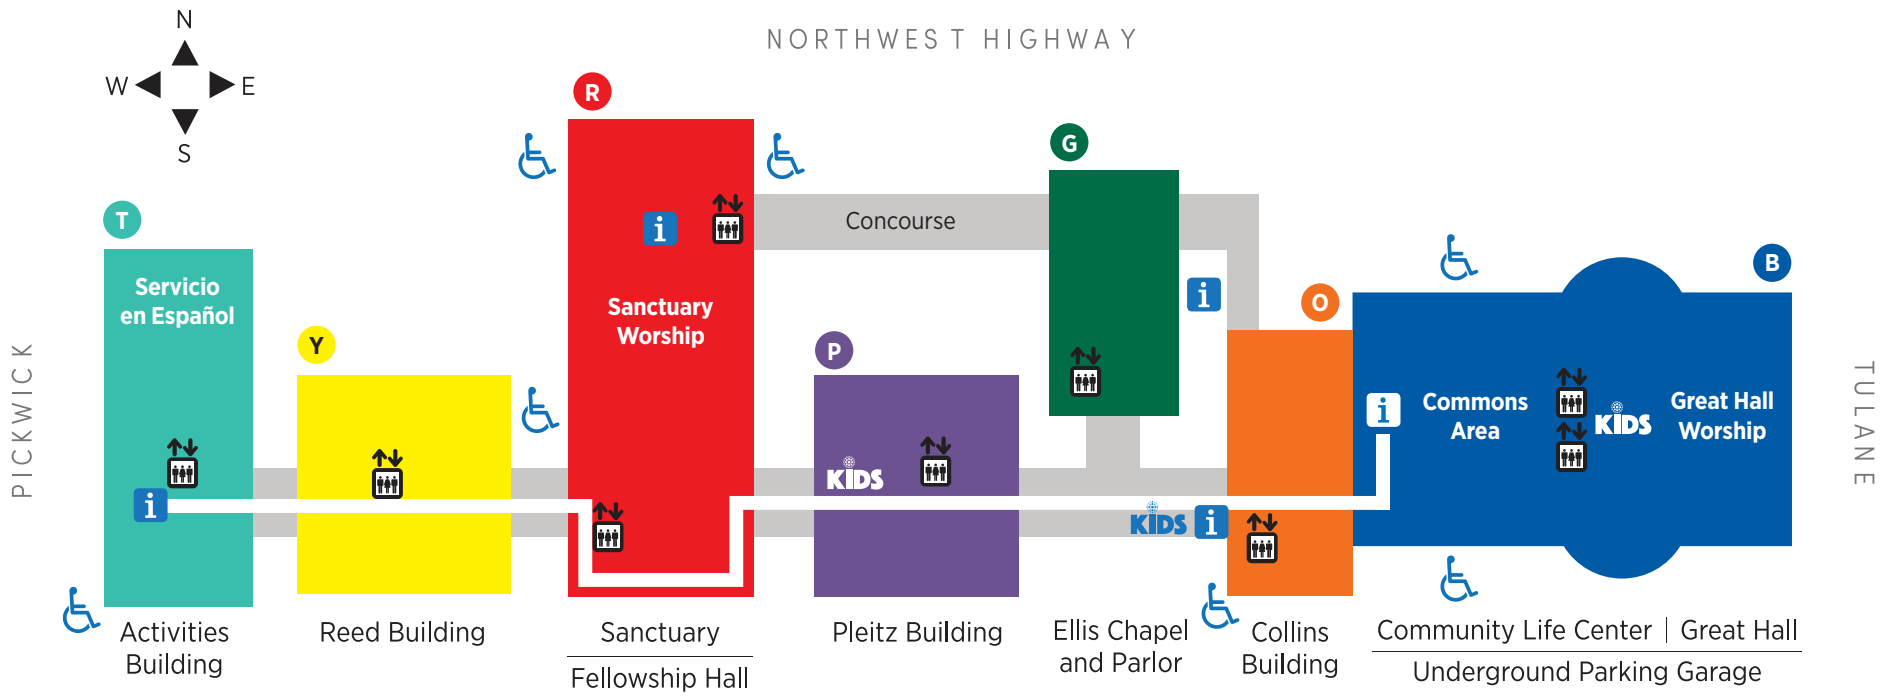 NORTHWEST HIGHWAY
N
W E
S
PICKWICK
TULANE
T
Servicio
en Español
i
Activities
Building
Y
Reed Building
R
i
Sanctuary
Worship
Sanctuary
Fellowship Hall
Concourse
P
KiDS
Pleitz Building
G
i
Ellis Chapel
and Parlor
KiDS
i
O
Collins
Building
B
i
Commons
Area
KiDS
Great Hall
Worship
Community Life Center | Great Hall
Underground Parking Garage